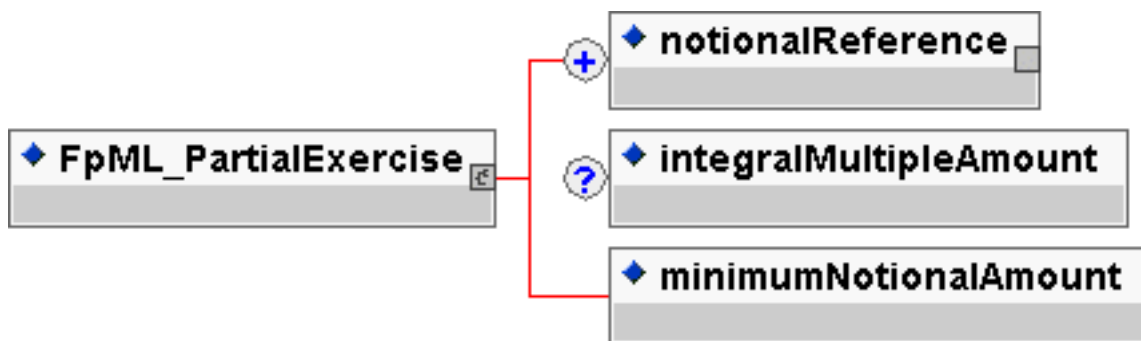 notionalReference
+
FpML_PartialExercise
?
integralMultipleAmount
minimumNotionalAmount